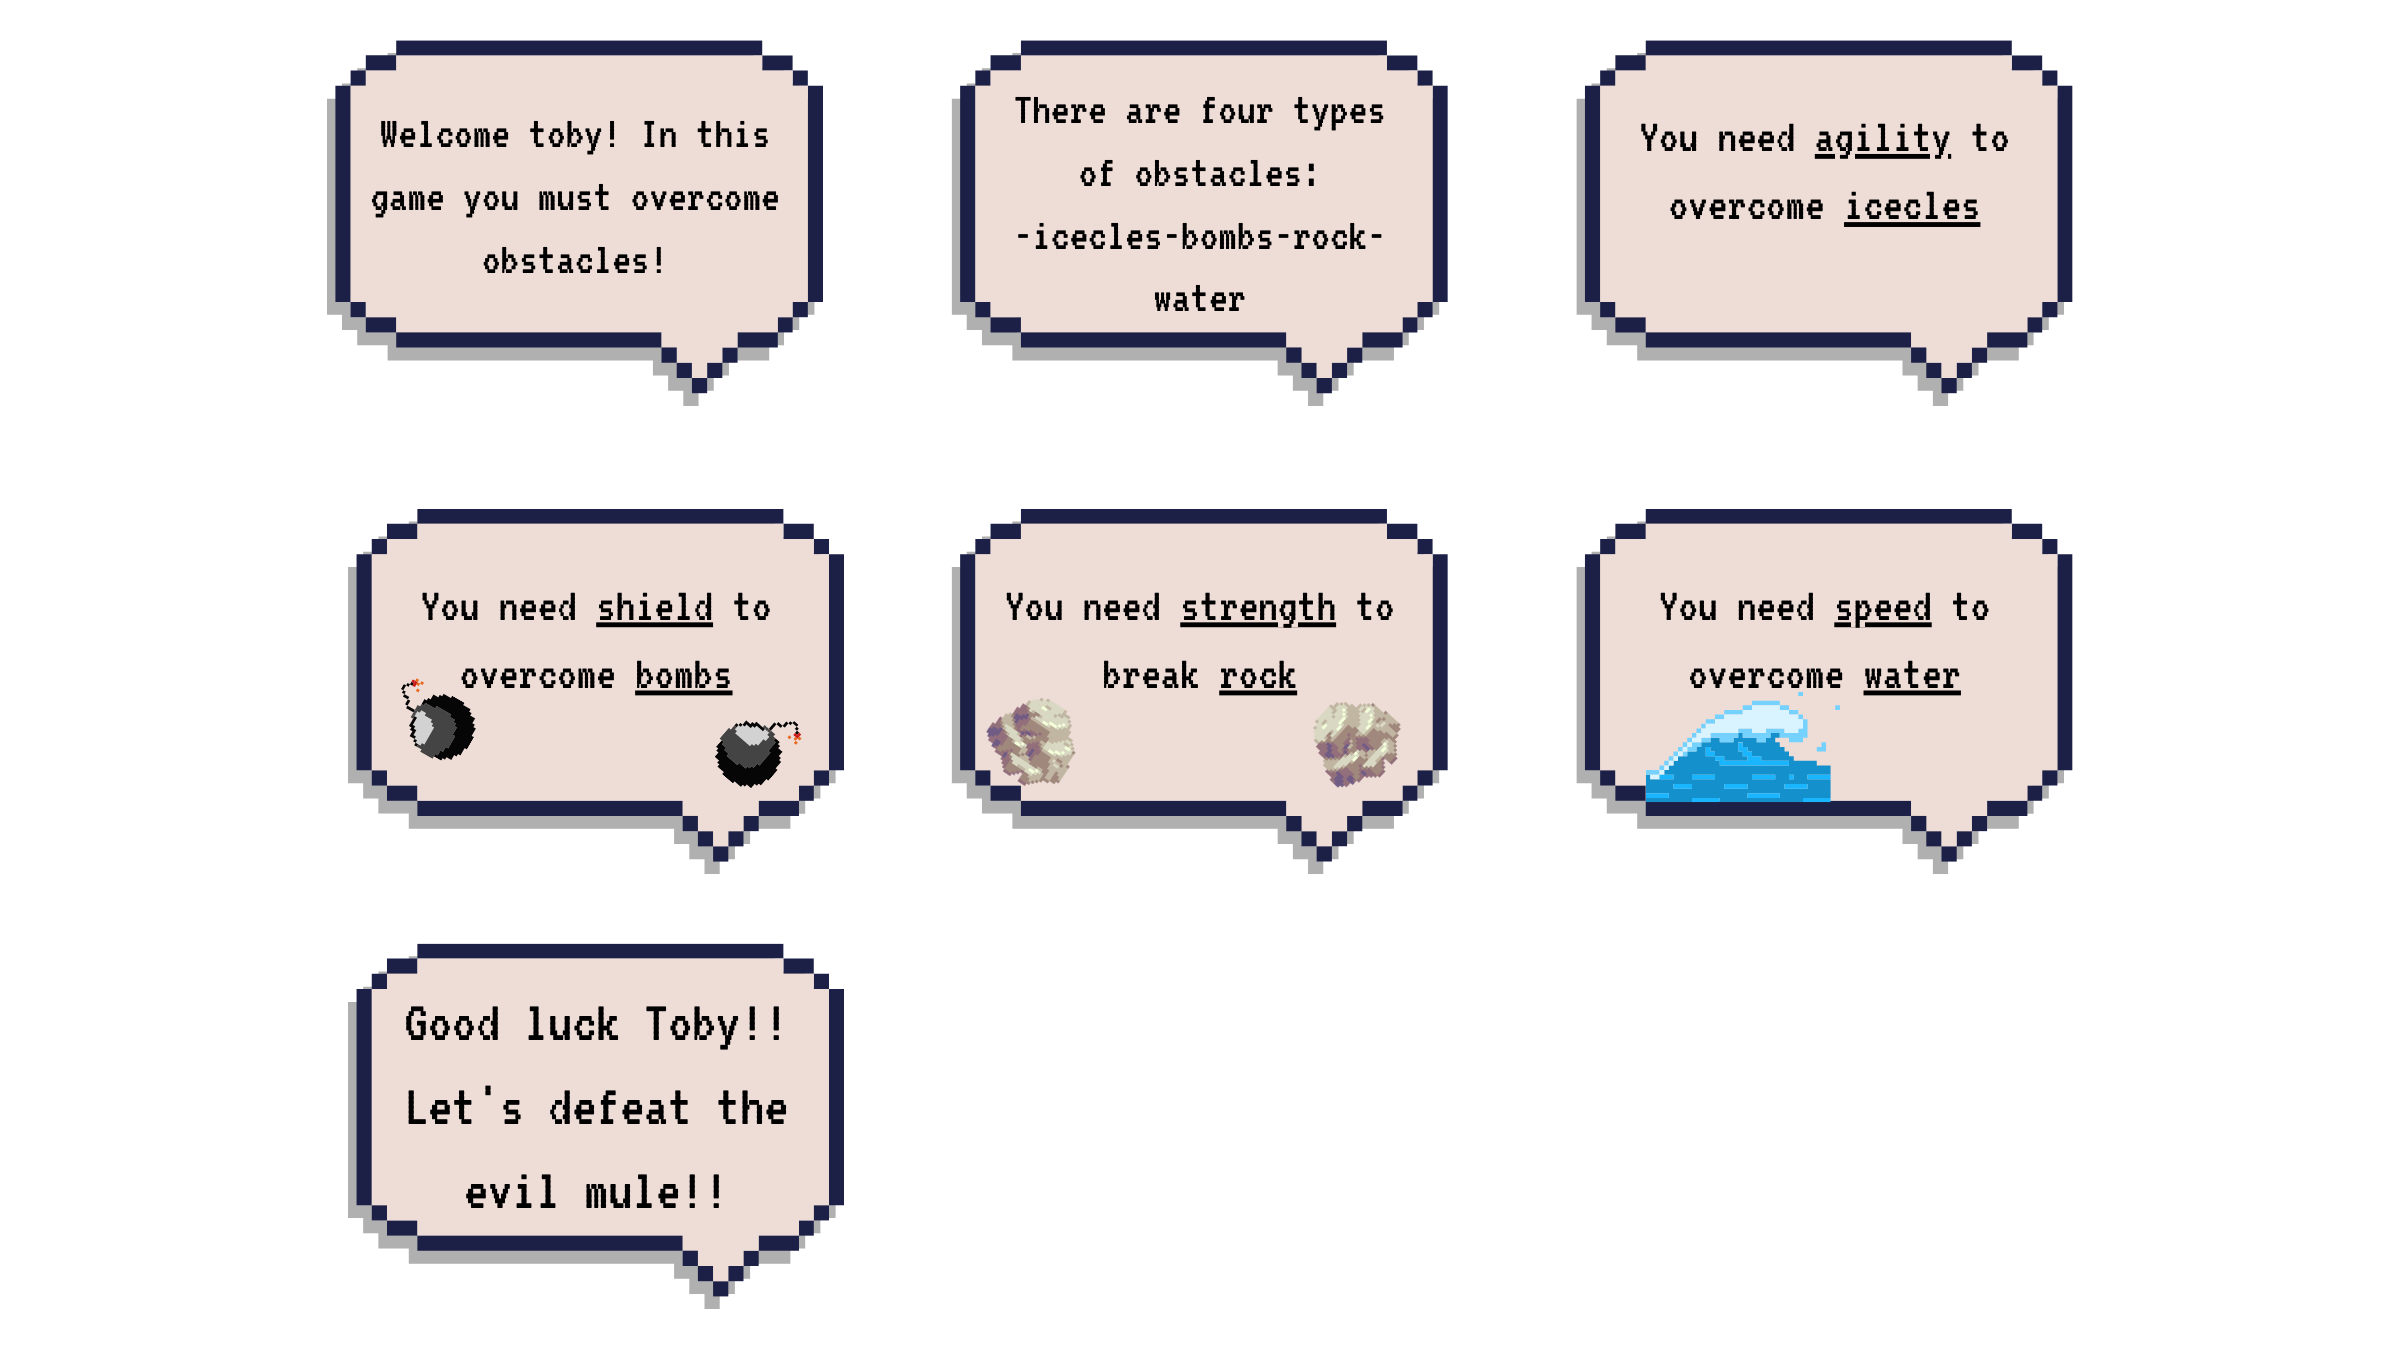 Welcome toby! In this
game you must overcome
obstacles!
There are four types
of obstacles:
-icecles-bombs-rock-
water
You need agility to
overcome icecles
You need shield to
overcome bombs
You need strength to
break rock
You need speed to
overcome water
Good luck Toby!!
Let's defeat the
evil mule!!